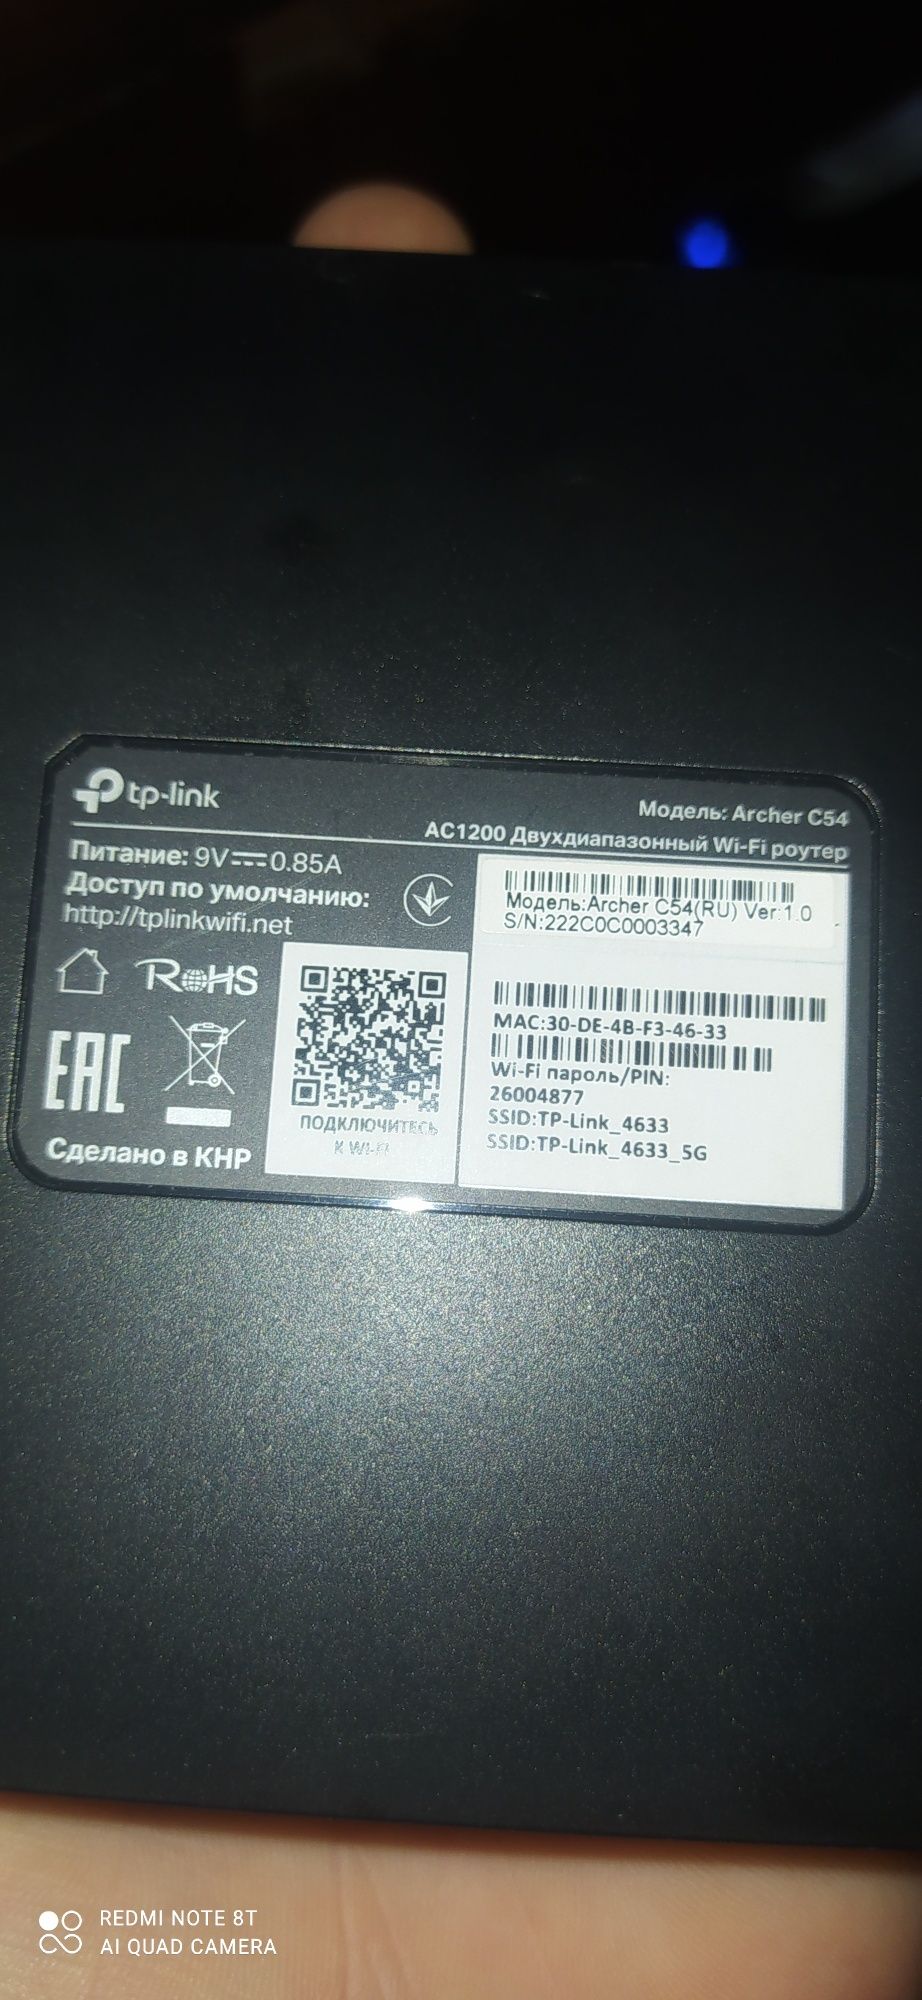 tp-link
Модель: Archer C54
AC1200 Двухдиапазонный Wi-Fi роутер
Питание: 9V⎓0.85A
Доступ по умолчанию:
http://tplinkwifi.net
RoHS
EAC
Сделано в КНР
ПОДКЛЮЧИТЕСЬ
К WI-FI
Модель:Archer C54(RU) Ver:1.0
S/N:222C0C0003347
MAC:30-DE-4B-F3-46-33
Wi-Fi пароль/PIN:
26004877
SSID:TP-Link_4633
SSID:TP-Link_4633_5G
REDMI NOTE 8T
AI QUAD CAMERA